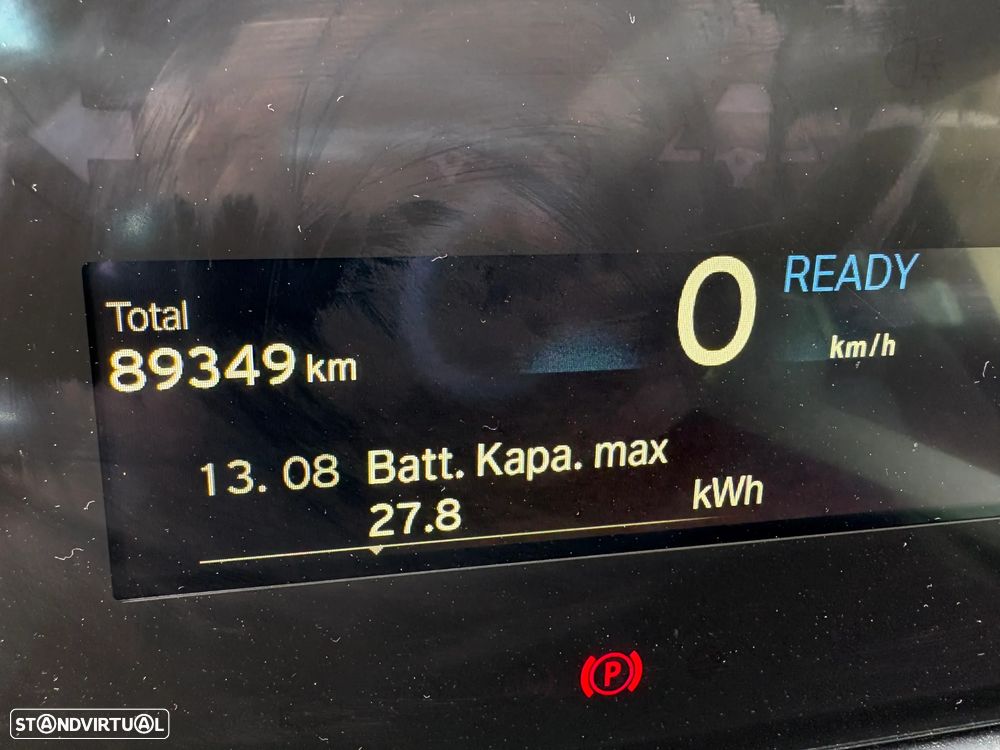 READY
Total
0
km/h
89349 km
13. 08 Batt. Kapa. max
27.8 kWh
P
STANDVIRTUAL